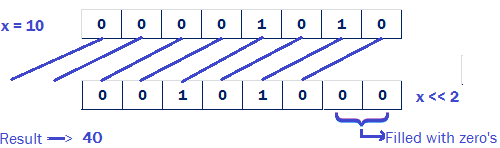 x = 10 0 0 0 0 1 0 1 0
0 0 1 0 1 0 0 0 x << 2
Result —> 40 Filled with zero's